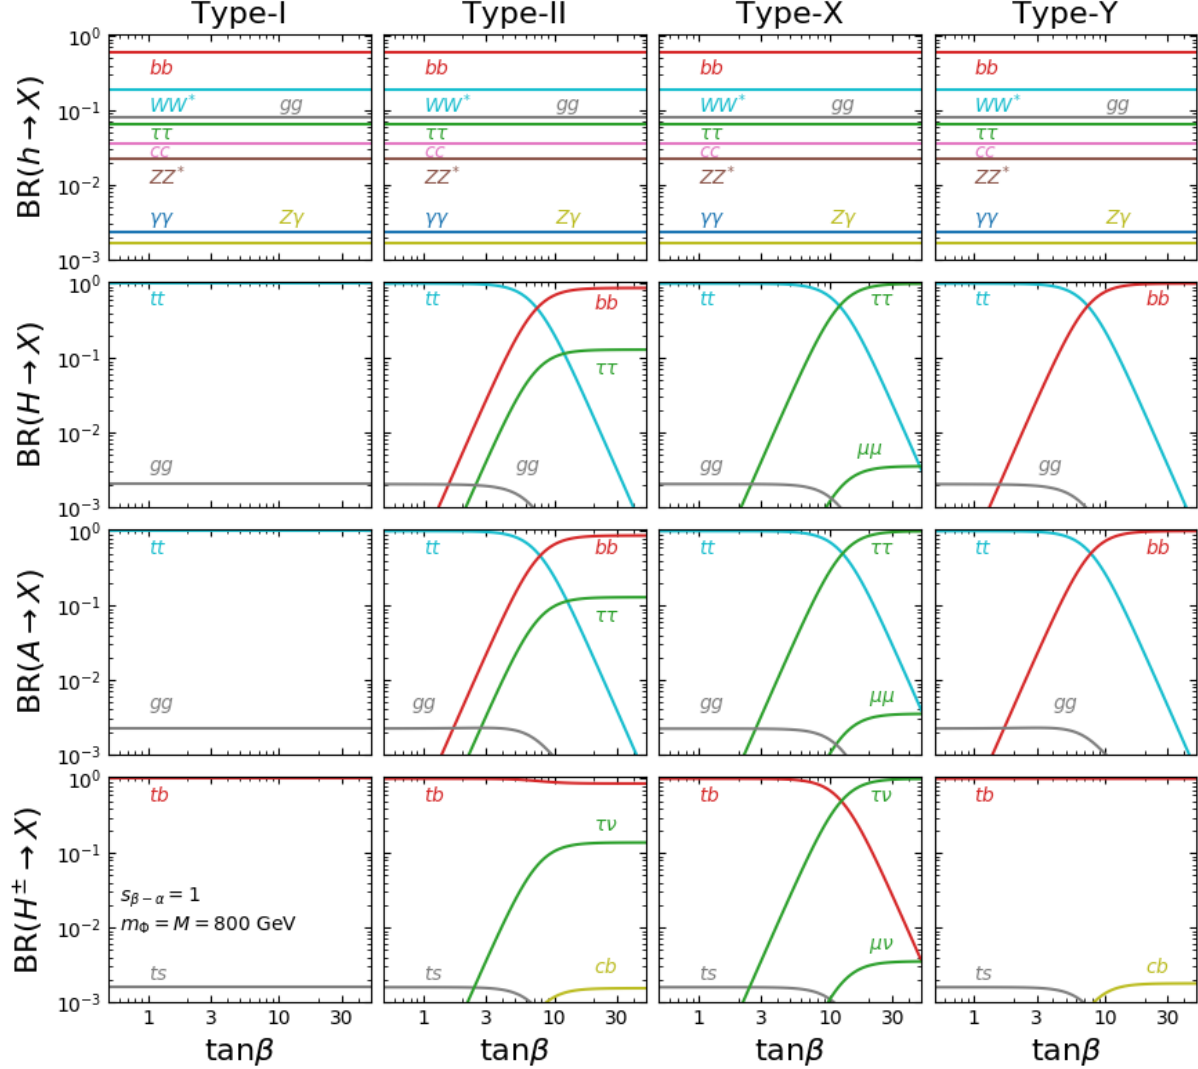 Type-I Type-II Type-X Type-Y
BR(h → X)
10⁰
10⁻¹
10⁻²
10⁻³
bb
WW* gg
ττ
cc
ZZ*
γγ Zγ
bb
WW* gg
ττ
cc
ZZ*
γγ Zγ
bb
WW* gg
ττ
cc
ZZ*
γγ Zγ
bb
WW* gg
ττ
cc
ZZ*
γγ Zγ
BR(H → X)
10⁰
10⁻¹
10⁻²
10⁻³
tt
gg
tt
bb
ττ
gg
tt
ττ
μμ
gg
tt
bb
gg
BR(A → X)
10⁰
10⁻¹
10⁻²
10⁻³
tt
gg
tt
bb
ττ
gg
tt
ττ
μμ
gg
tt
bb
gg
BR(H± → X)
10⁰
10⁻¹
10⁻²
10⁻³
tb
s_{β−α} = 1
m_Φ = M = 800 GeV
ts
tb
τν
cb
ts
tb
τν
μν
ts
tb
cb
1 3 10 30
1 3 10 30
1 3 10 30
1 3 10 30
tanβ tanβ tanβ tanβ